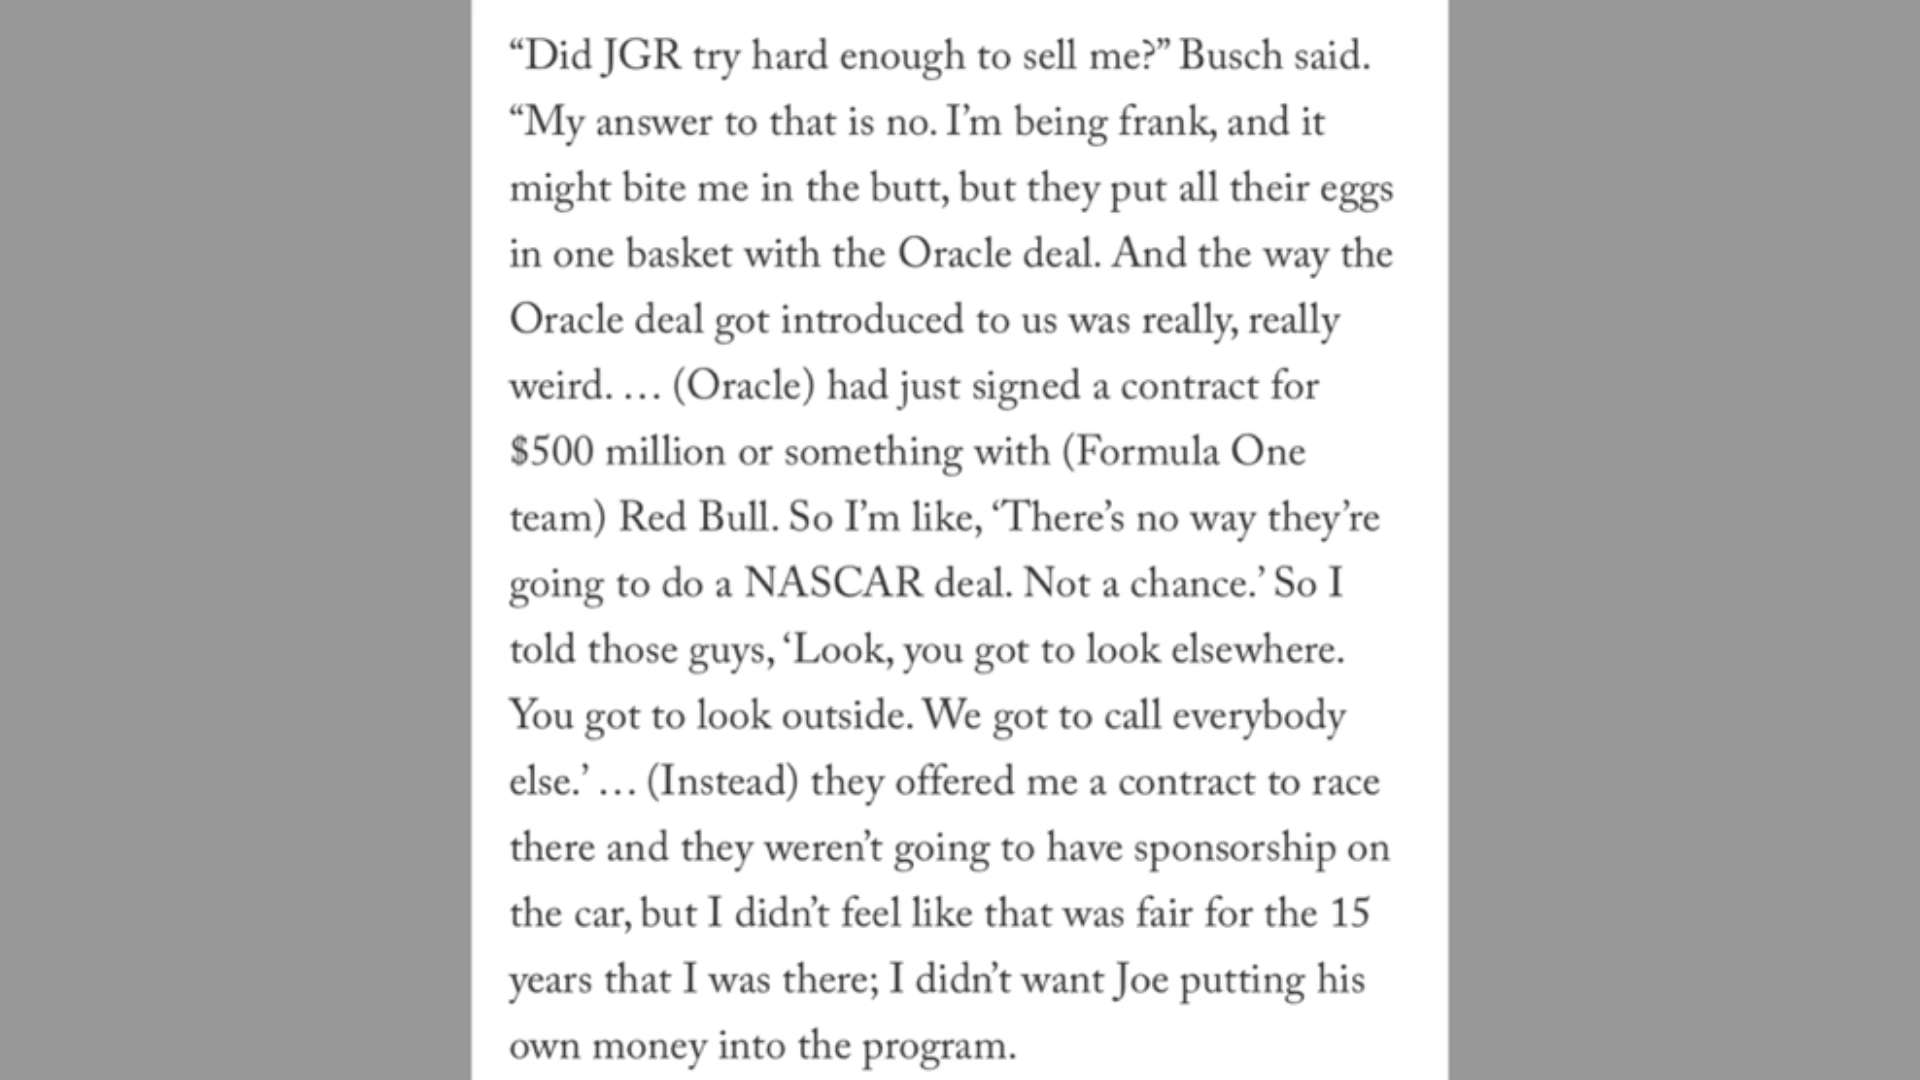 “Did JGR try hard enough to sell me?” Busch said.
“My answer to that is no. I’m being frank, and it
might bite me in the butt, but they put all their eggs
in one basket with the Oracle deal. And the way the
Oracle deal got introduced to us was really, really
weird. … (Oracle) had just signed a contract for
$500 million or something with (Formula One
team) Red Bull. So I’m like, ‘There’s no way they’re
going to do a NASCAR deal. Not a chance.’ So I
told those guys, ‘Look, you got to look elsewhere.
You got to look outside. We got to call everybody
else.’ … (Instead) they offered me a contract to race
there and they weren’t going to have sponsorship on
the car, but I didn’t feel like that was fair for the 15
years that I was there; I didn’t want Joe putting his
own money into the program.